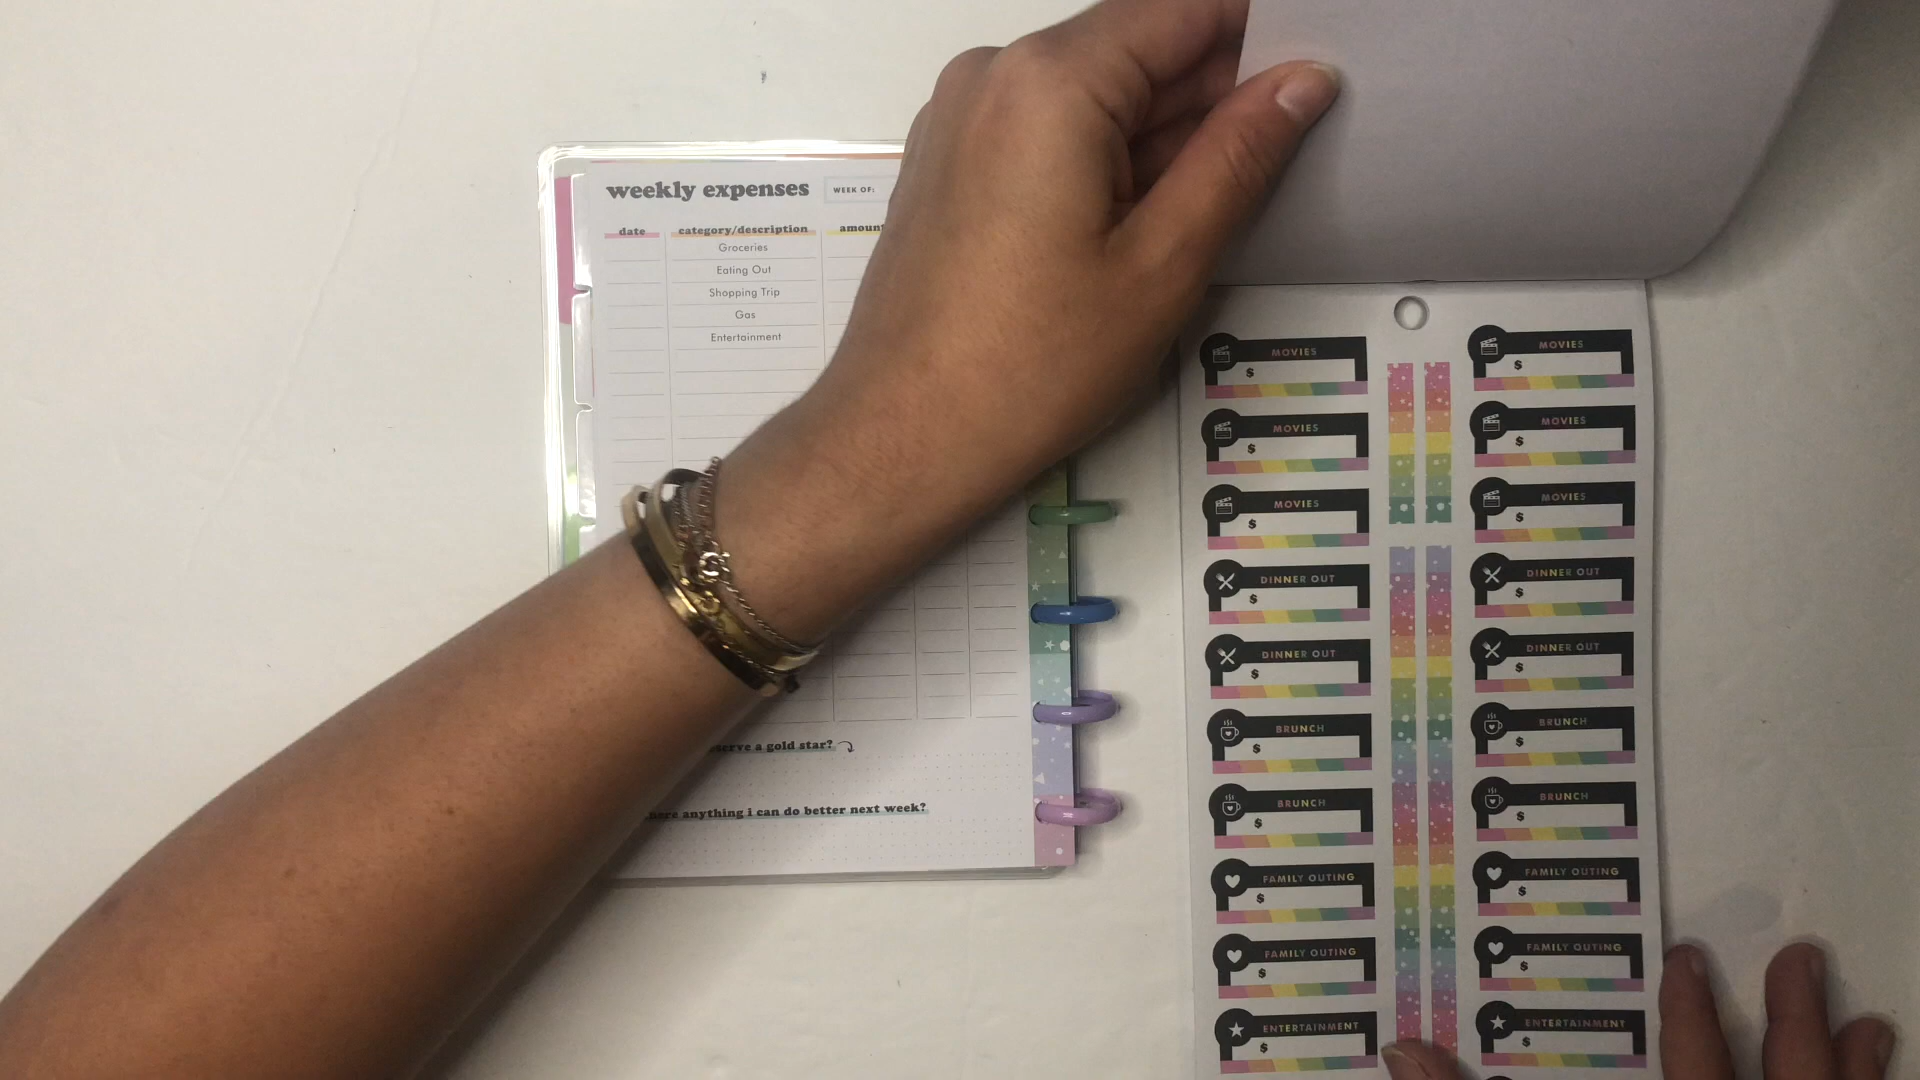 weekly expenses
WEEK OF:
date category/description amount
Groceries
Eating Out
Shopping Trip
Gas
Entertainment
a gold star?
anything i can do better next week?
MOVIES
$
MOVIES
$
MOVIES
$
DINNER OUT
$
DINNER OUT
$
BRUNCH
$
BRUNCH
$
FAMILY OUTING
$
FAMILY OUTING
$
ENTERTAINMENT
$
MOVIES
$
MOVIES
$
MOVIES
$
DINNER OUT
$
DINNER OUT
$
BRUNCH
$
BRUNCH
$
FAMILY OUTING
$
FAMILY OUTING
$
ENTERTAINMENT
$